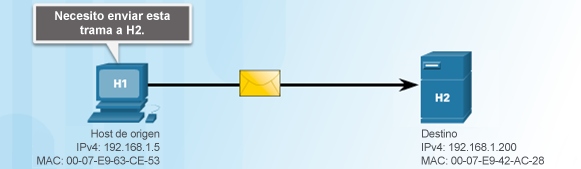 Necesito enviar esta
trama a H2.
H1
H2
Host de origen
IPv4: 192.168.1.5
MAC: 00-07-E9-63-CE-53
Destino
IPv4: 192.168.1.200
MAC: 00-07-E9-42-AC-28